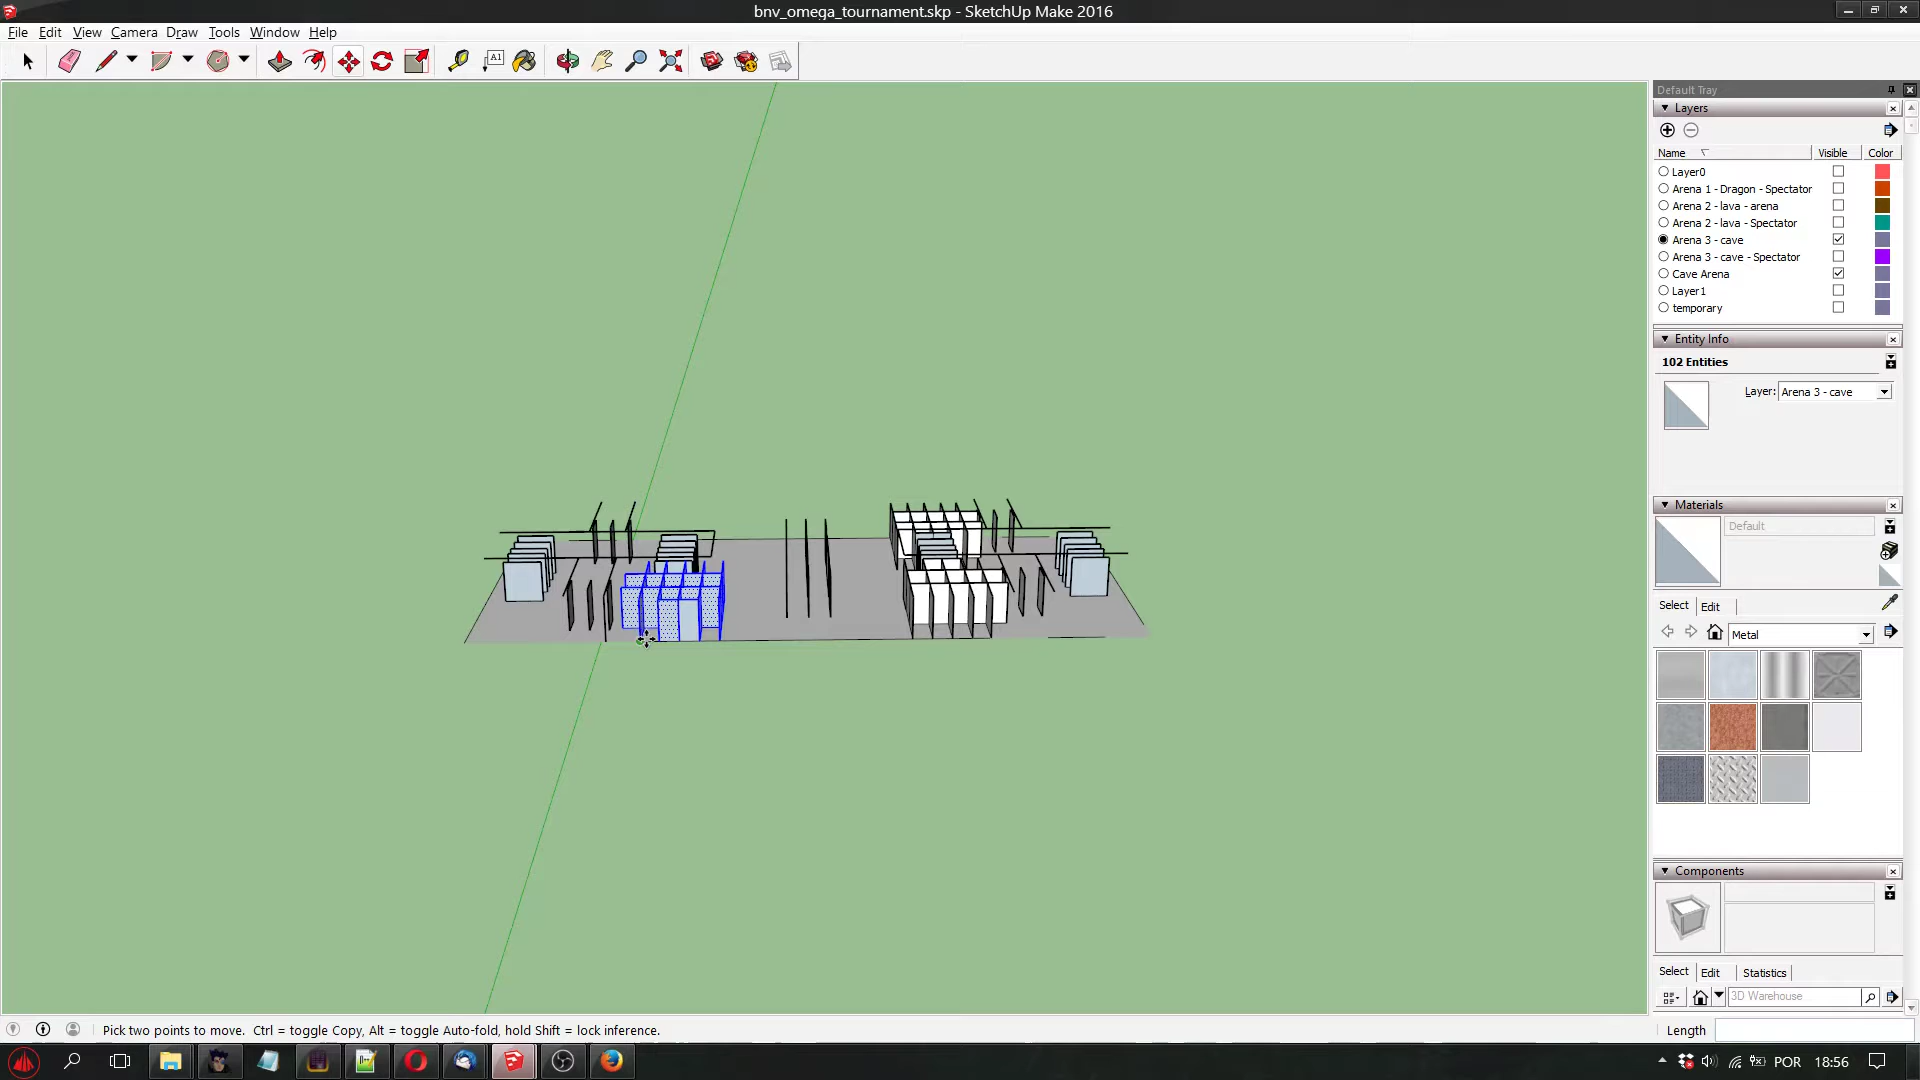 bnv_omega_tournament.skp - SketchUp Make 2016
File Edit View Camera Draw Tools Window Help
A1
Default Tray
Layers
Name Visible Color
Layer0
Arena 1 - Dragon - Spectator
Arena 2 - lava - arena
Arena 2 - lava - Spectator
Arena 3 - cave
Arena 3 - cave - Spectator
Cave Arena
Layer1
temporary
Entity Info
102 Entities
Layer: Arena 3 - cave
Materials
Default
Select Edit
Metal
Components
Select Edit Statistics
3D Warehouse
Pick two points to move. Ctrl = toggle Copy, Alt = toggle Auto-fold, hold Shift = lock inference.
Length
POR 18:56